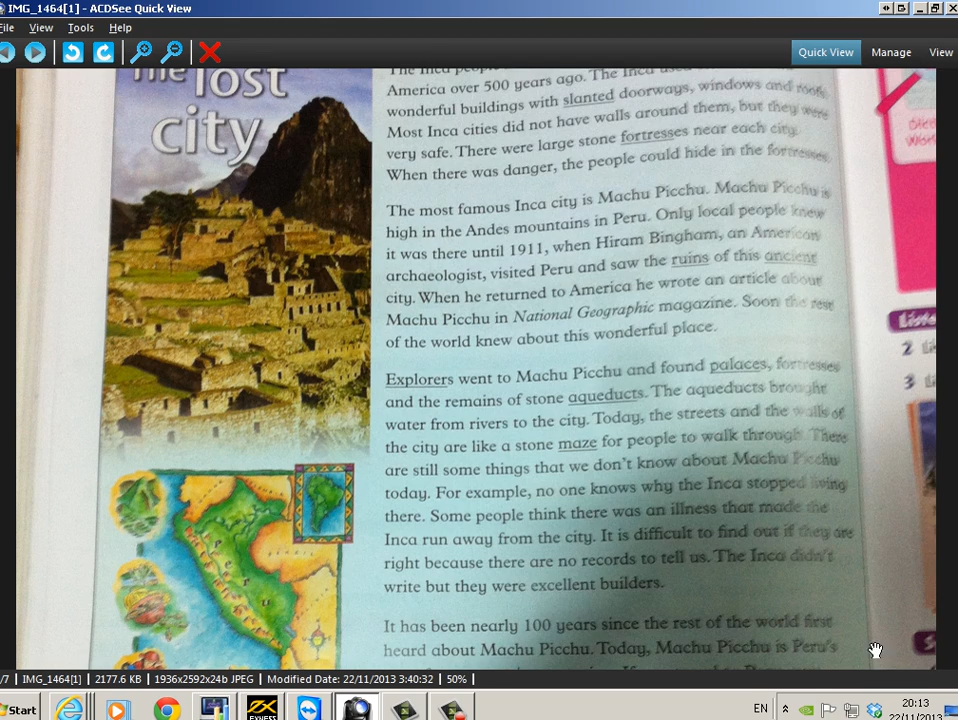 IMG_1464[1] - ACDSee Quick View
File View Tools Help
Quick View Manage View
The lost
city
The Inca people
America over 500 years ago. The Inca used
wonderful buildings with slanted doorways, windows and roofs.
Most Inca cities did not have walls around them, but they were
very safe. There were large stone fortresses near each city.
When there was danger, the people could hide in the fortresses.
The most famous Inca city is Machu Picchu. Machu Picchu is
high in the Andes mountains in Peru. Only local people knew
it was there until 1911, when Hiram Bingham, an American
archaeologist, visited Peru and saw the ruins of this ancient
city. When he returned to America he wrote an article about
Machu Picchu in National Geographic magazine. Soon the rest
of the world knew about this wonderful place.
Explorers went to Machu Picchu and found palaces, fortresses
and the remains of stone aqueducts. The aqueducts brought
water from rivers to the city. Today, the streets and the walls of
the city are like a stone maze for people to walk through. There
are still some things that we don't know about Machu Picchu
today. For example, no one knows why the Inca stopped living
there. Some people think there was an illness that made the
Inca run away from the city. It is difficult to find out if they are
right because there are no records to tell us. The Inca didn't
write but they were excellent builders.
It has been nearly 100 years since the rest of the world first
heard about Machu Picchu. Today, Machu Picchu is Peru's
Peru
2
3
/7 IMG_1464[1] 2177.6 KB 1936x2592x24b JPEG Modified Date: 22/11/2013 3:40:32 50%
Start EXNESS EN 20:13
22/11/2013